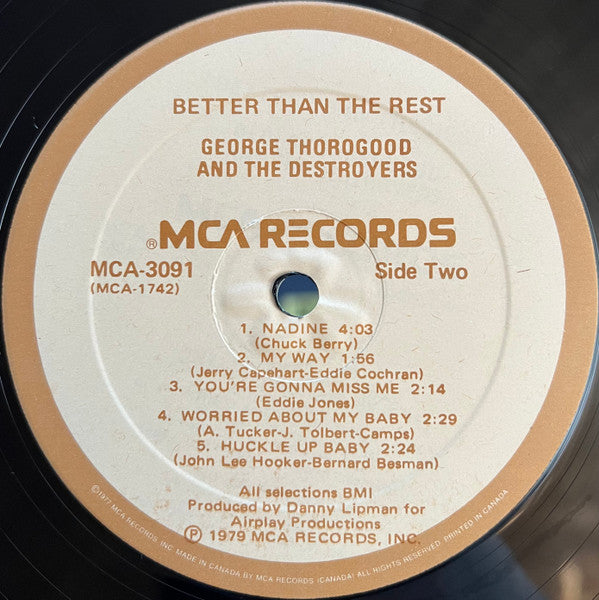 BETTER THAN THE REST
GEORGE THOROGOOD
AND THE DESTROYERS
®MCA RECORDS
MCA-3091
(MCA-1742)
Side Two
1. NADINE 4:03
(Chuck Berry)
2. MY WAY 1:56
(Jerry Capehart-Eddie Cochran)
3. YOU'RE GONNA MISS ME 2:14
(Eddie Jones)
4. WORRIED ABOUT MY BABY 2:29
(A. Tucker-J. Tolbert-Camps)
5. HUCKLE UP BABY 2:24
(John Lee Hooker-Bernard Besman)
All selections BMI
Produced by Danny Lipman for
Airplay Productions
℗ 1979 MCA RECORDS, INC.
©1977 MCA RECORDS, INC. MADE IN CANADA BY MCA RECORDS (CANADA) ALL RIGHTS RESERVED. PRINTED IN CANADA